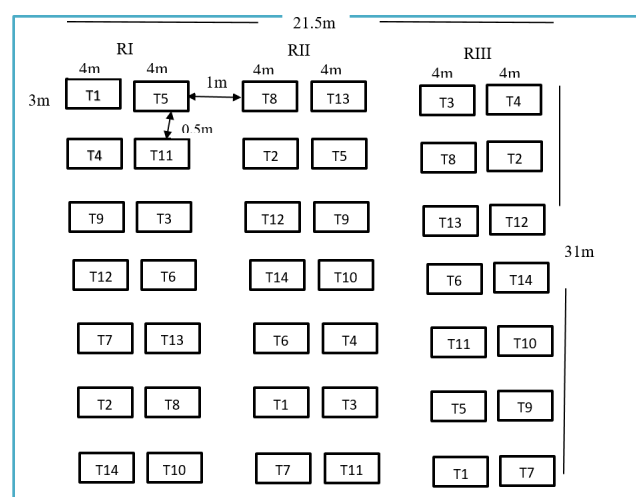 21.5m
RI RII RIII
4m 4m 1m 4m 4m 4m 4m
3m T1 T5 T8 T13 T3 T4
0.5m
T4 T11 T2 T5 T8 T2
T9 T3 T12 T9 T13 T12
31m
T12 T6 T14 T10 T6 T14
T7 T13 T6 T4 T11 T10
T2 T8 T1 T3 T5 T9
T14 T10 T7 T11 T1 T7